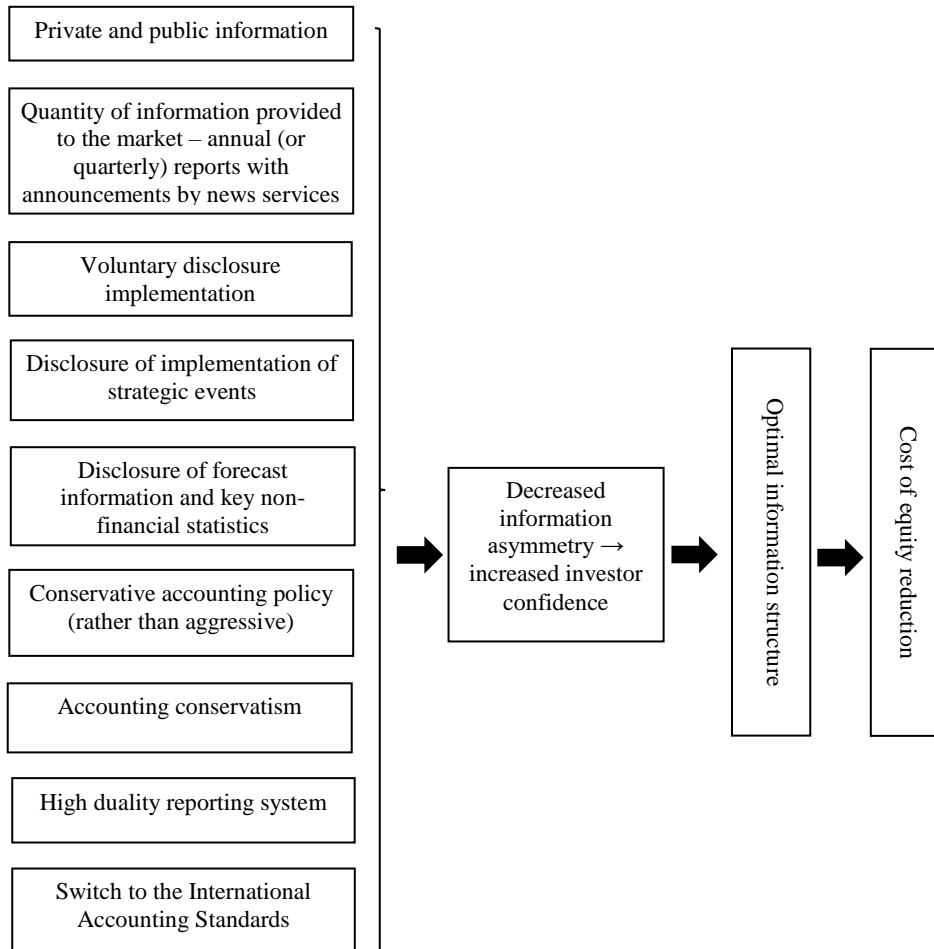 Private and public information
Quantity of information provided
to the market – annual (or
quarterly) reports with
announcements by news services
Voluntary disclosure
implementation
Disclosure of implementation of
strategic events
Disclosure of forecast
information and key non-
financial statistics
Conservative accounting policy
(rather than aggressive)
Accounting conservatism
High duality reporting system
Switch to the International
Accounting Standards
Decreased
information
asymmetry →
increased investor
confidence
Optimal information structure
Cost of equity reduction